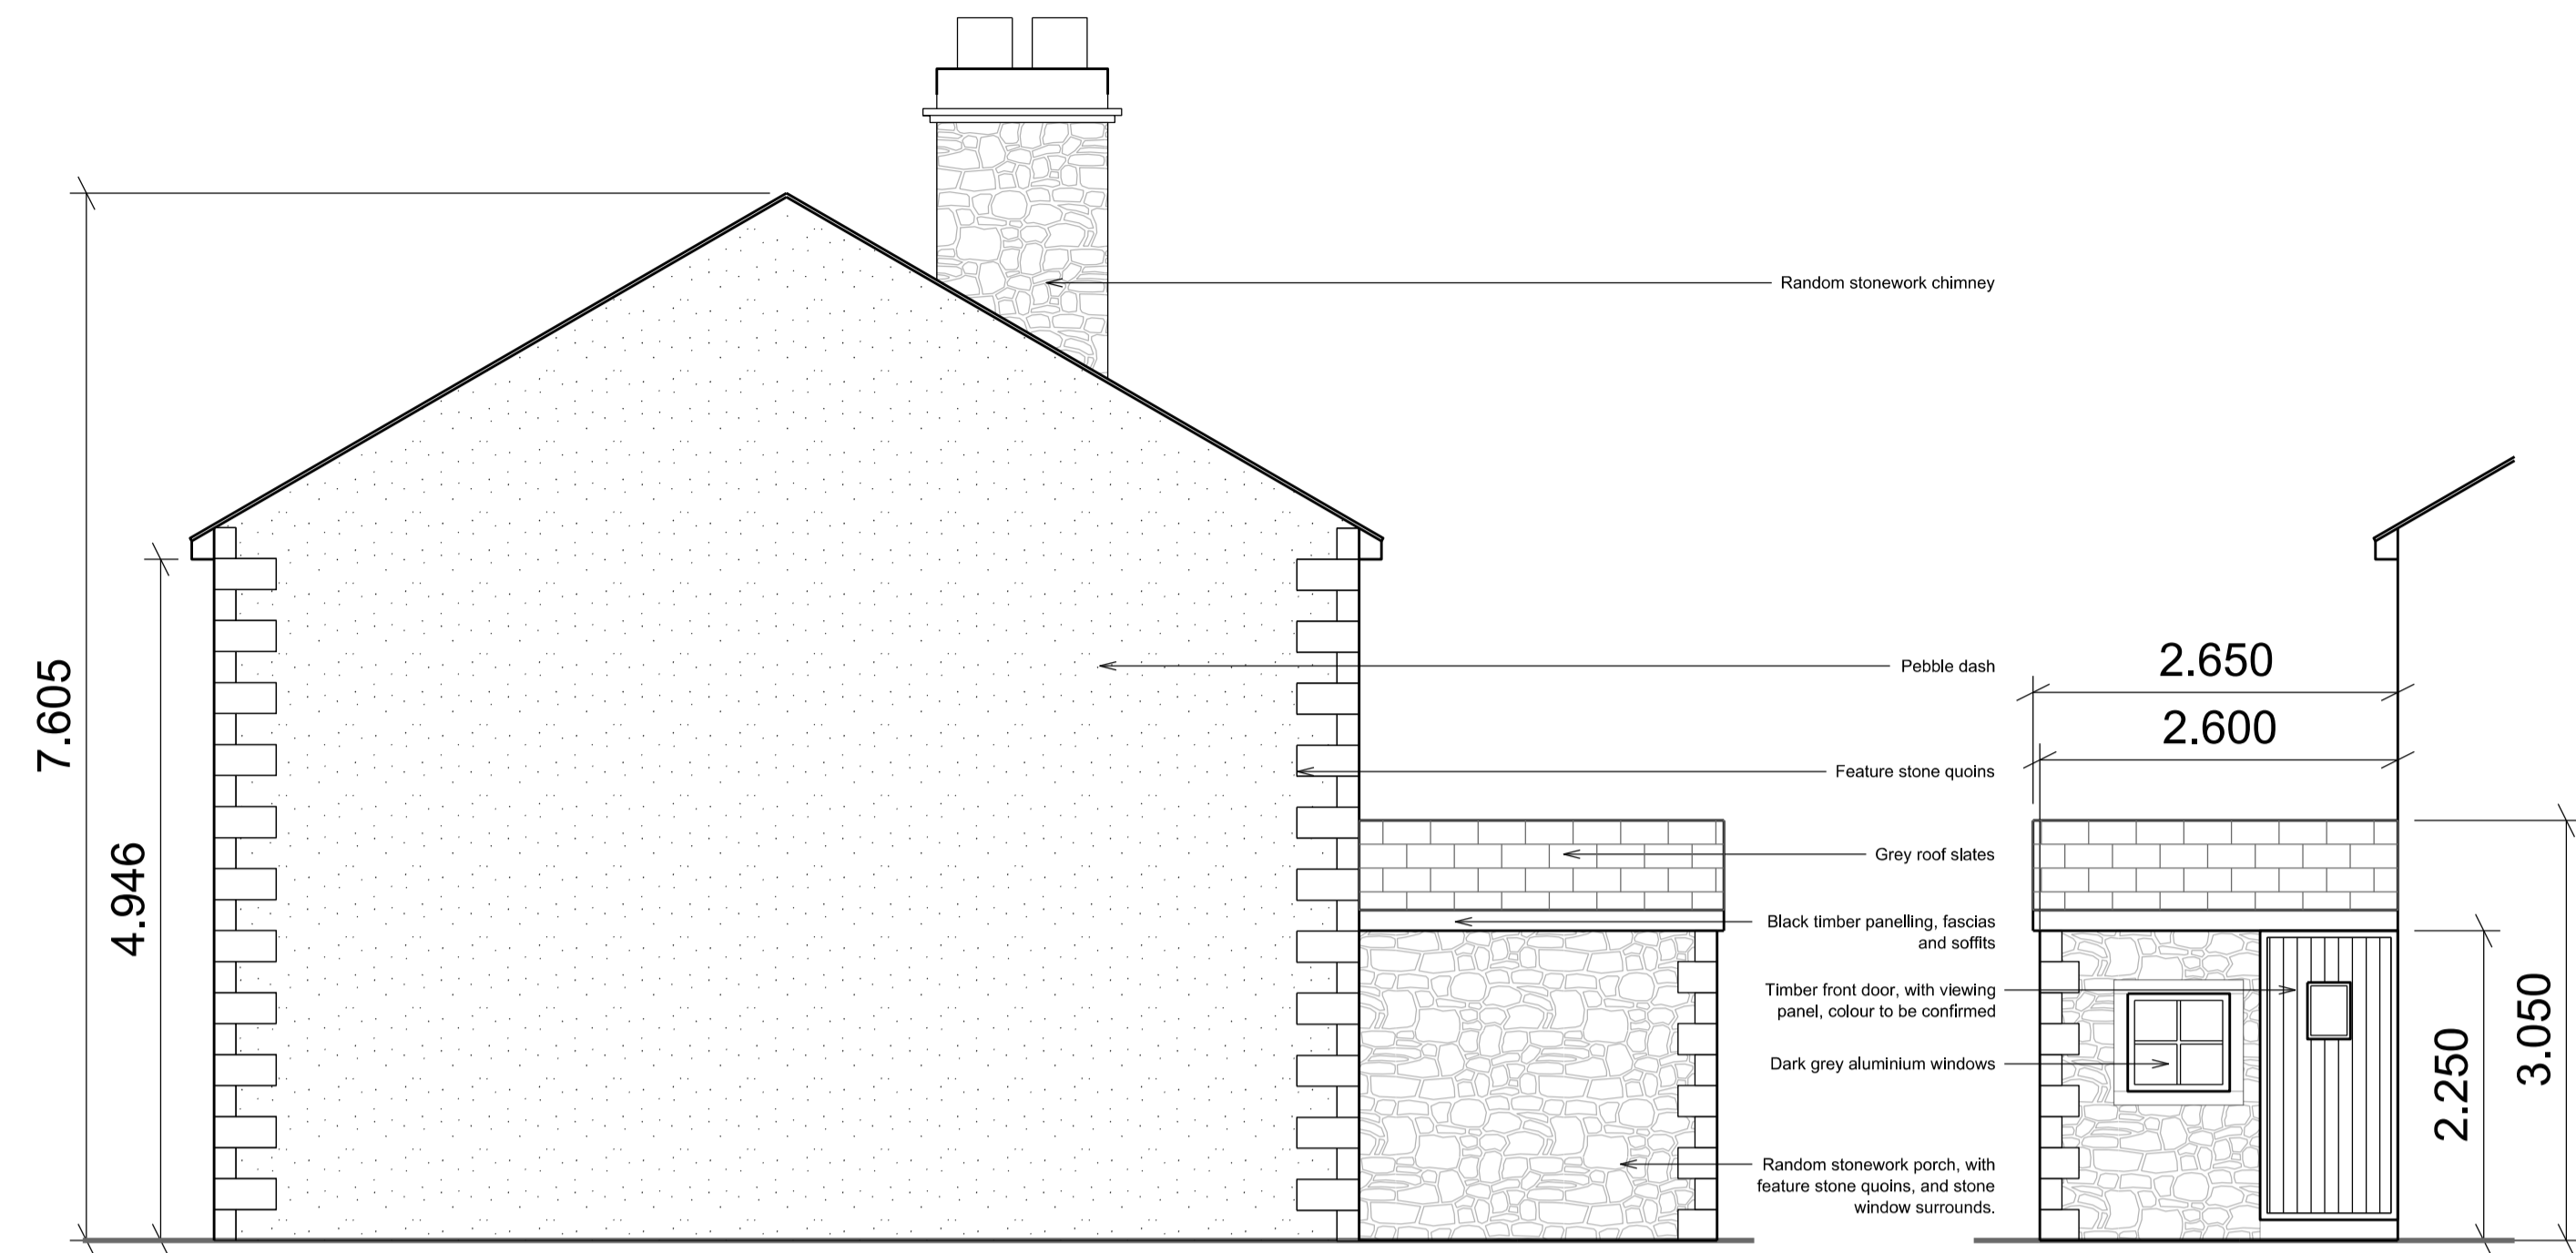 Random stonework chimney
7.605
4.946
Pebble dash
2.650
2.600
Feature stone quoins
Grey roof slates
Black timber panelling, fascias
and soffits
Timber front door, with viewing
panel, colour to be confirmed
Dark grey aluminium windows
2.250
3.050
Random stonework porch, with
feature stone quoins, and stone
window surrounds.